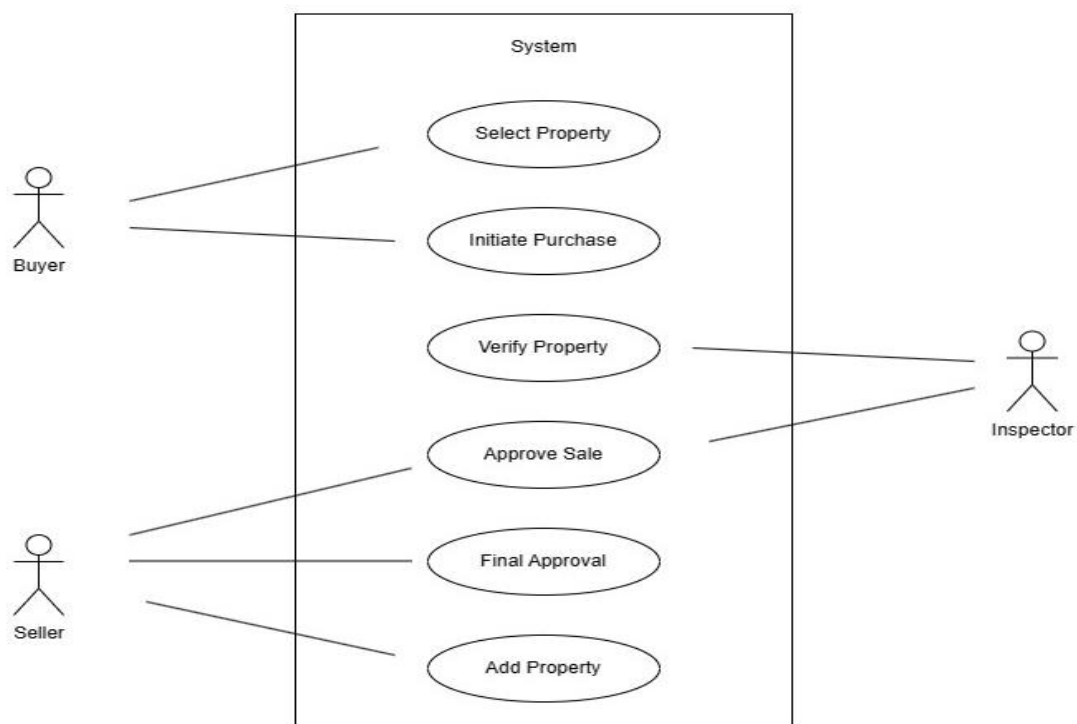 System
Select Property
Initiate Purchase
Buyer
Verify Property
Inspector
Approve Sale
Final Approval
Seller
Add Property